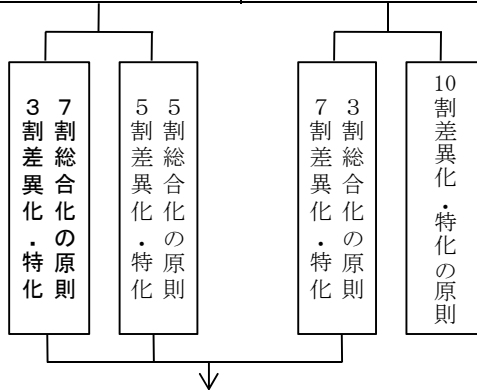 7割総合化の原則
3割差異化・特化
5割総合化の原則
5割差異化・特化
3割総合化の原則
7割差異化・特化
10割差異化・特化の原則